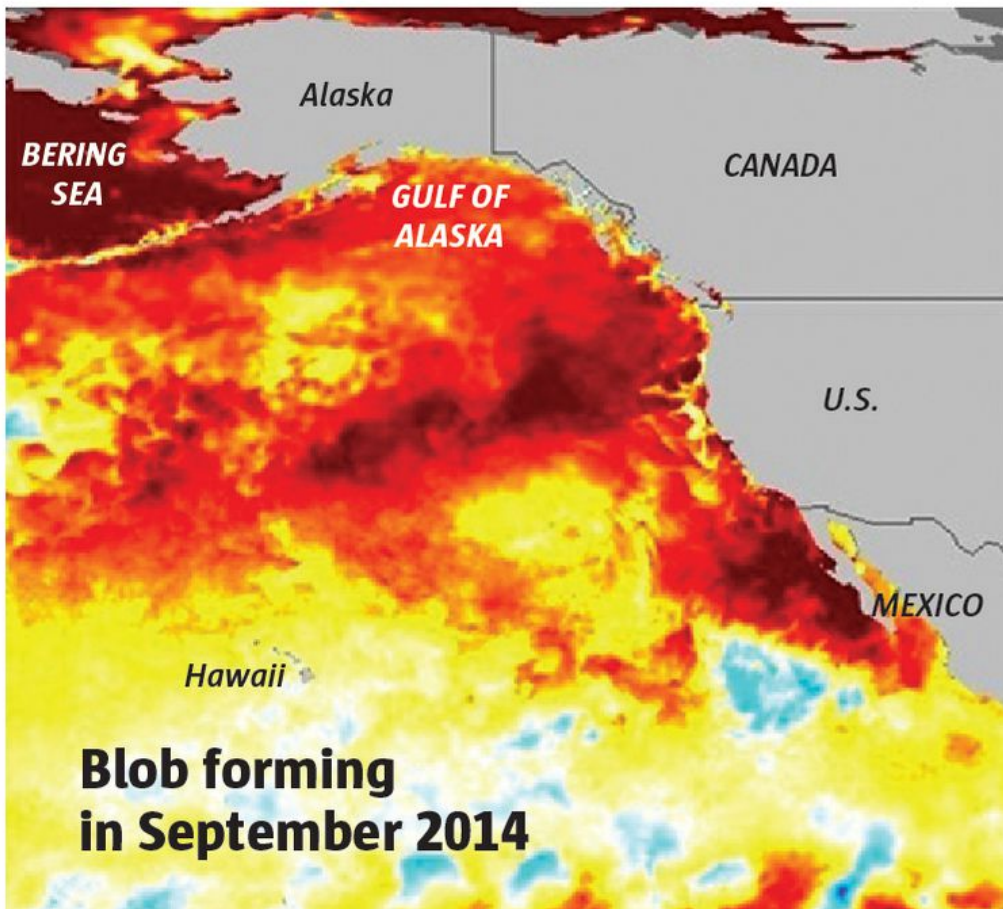 Alaska
BERING
SEA
CANADA
GULF OF
ALASKA
U.S.
MEXICO
Hawaii
Blob forming
in September 2014